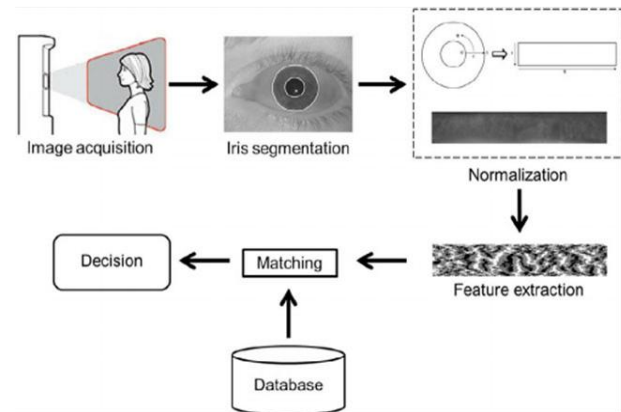 Image acquisition
Iris segmentation
Normalization
Feature extraction
Matching
Decision
Database